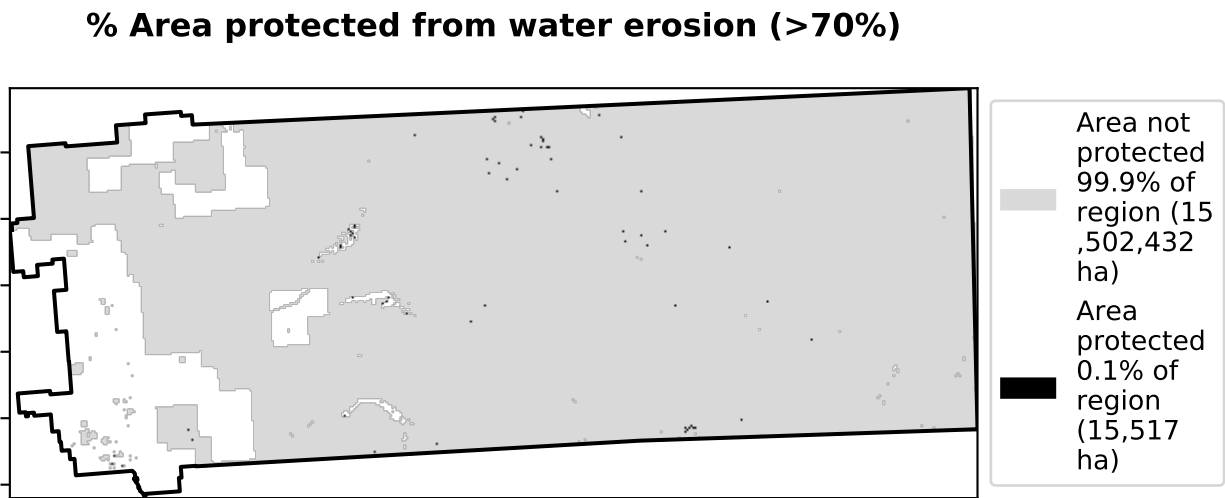 % Area protected from water erosion (>70%)
Area not
protected
99.9% of
region (15
,502,432
ha)
Area
protected
0.1% of
region
(15,517
ha)